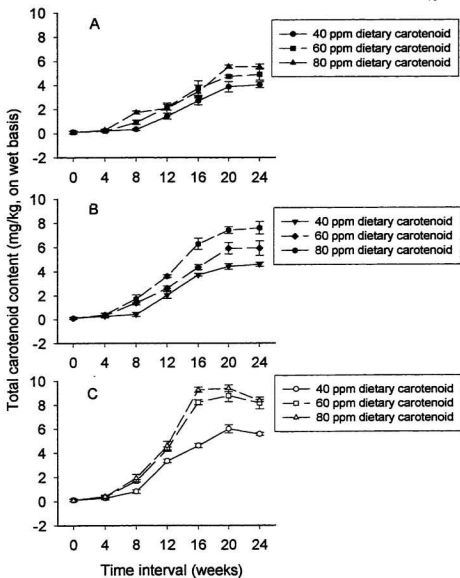 A
10
8
6
4
2
0
-2
0 4 8 12 16 20 24
40 ppm dietary carotenoid
60 ppm dietary carotenoid
80 ppm dietary carotenoid
Total carotenoid content (mg/kg, on wet basis)
B
10
8
6
4
2
0
-2
0 4 8 12 16 20 24
40 ppm dietary carotenoid
60 ppm dietary carotenoid
80 ppm dietary carotenoid
C
10
8
6
4
2
0
-2
0 4 8 12 16 20 24
40 ppm dietary carotenoid
60 ppm dietary carotenoid
80 ppm dietary carotenoid
Time interval (weeks)